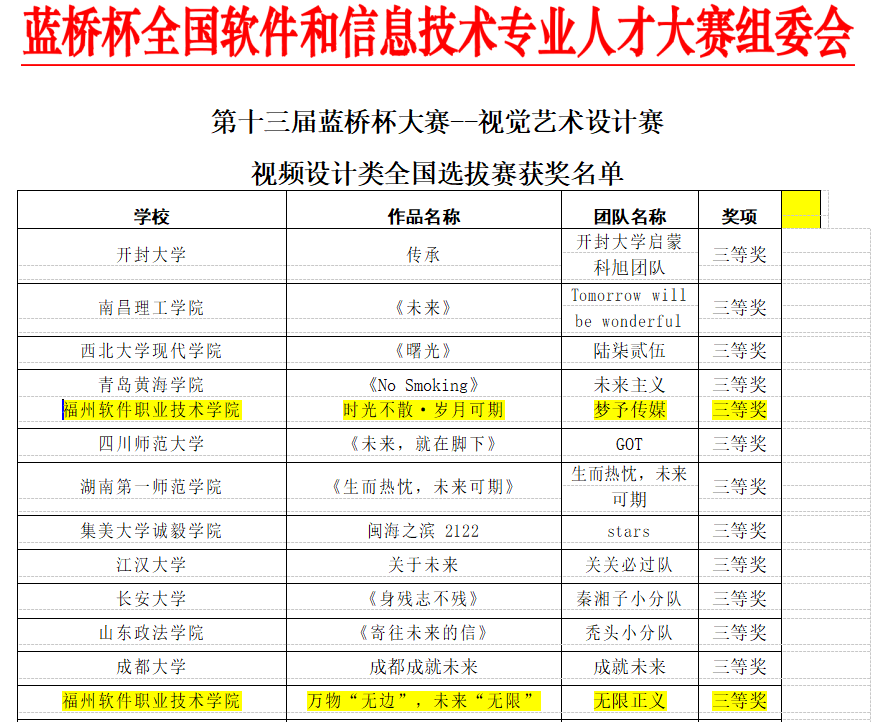 蓝桥杯全国软件和信息技术专业人才大赛组委会
第十三届蓝桥杯大赛--视觉艺术设计赛
视频设计类全国选拔赛获奖名单
学校 作品名称 团队名称 奖项
开封大学 传承 开封大学启蒙 三等奖
科旭团队
南昌理工学院 《未来》 Tomorrow will 三等奖
be wonderful
西北大学现代学院 《曙光》 陆柒贰伍 三等奖
青岛黄海学院 《No Smoking》 未来主义 三等奖
福州软件职业技术学院 时光不散·岁月可期 梦予传媒 三等奖
四川师范大学 《未来，就在脚下》 GOT 三等奖
湖南第一师范学院 《生而热忱，未来可期》 生而热忱，未来 三等奖
可期
集美大学诚毅学院 闽海之滨 2122 stars 三等奖
江汉大学 关于未来 关关必过队 三等奖
长安大学 《身残志不残》 秦湘子小分队 三等奖
山东政法学院 《寄往未来的信》 秃头小分队 三等奖
成都大学 成都成就未来 成就未来 三等奖
福州软件职业技术学院 万物“无边”，未来“无限” 无限正义 三等奖